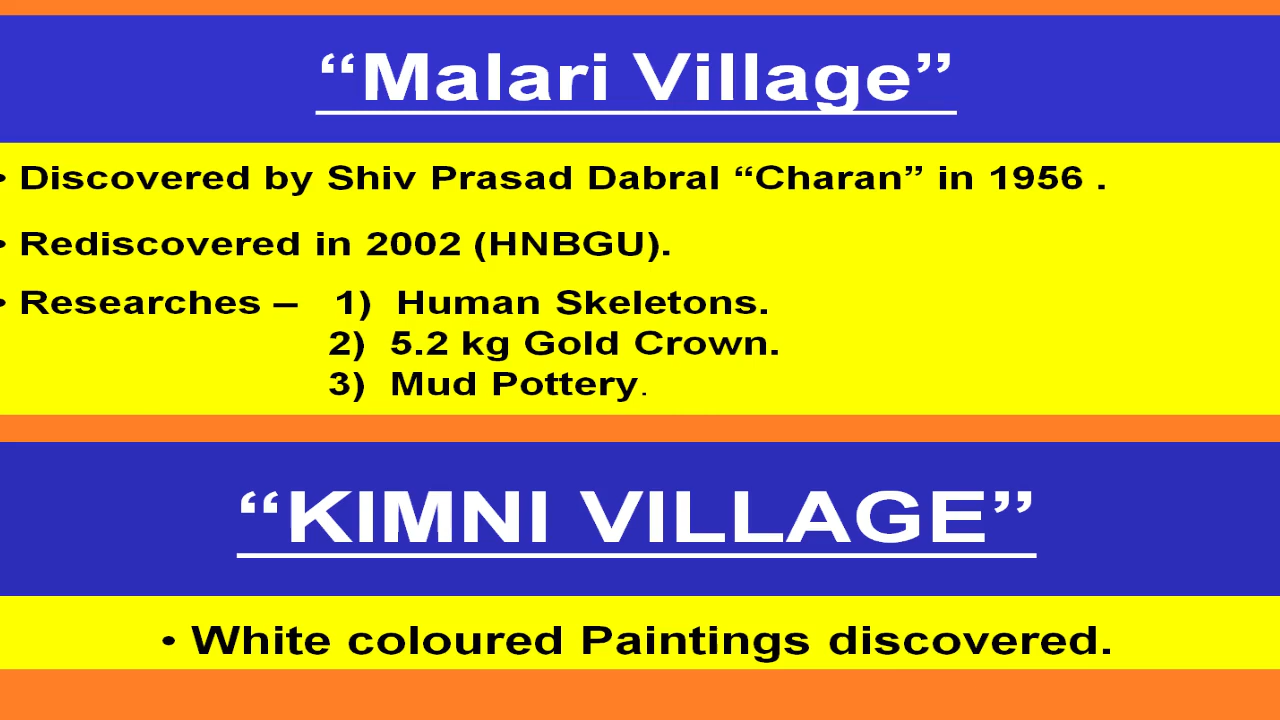 “Malari Village”
• Discovered by Shiv Prasad Dabral “Charan” in 1956 .
• Rediscovered in 2002 (HNBGU).
• Researches – 1) Human Skeletons.
2) 5.2 kg Gold Crown.
3) Mud Pottery.
“KIMNI VILLAGE”
• White coloured Paintings discovered.